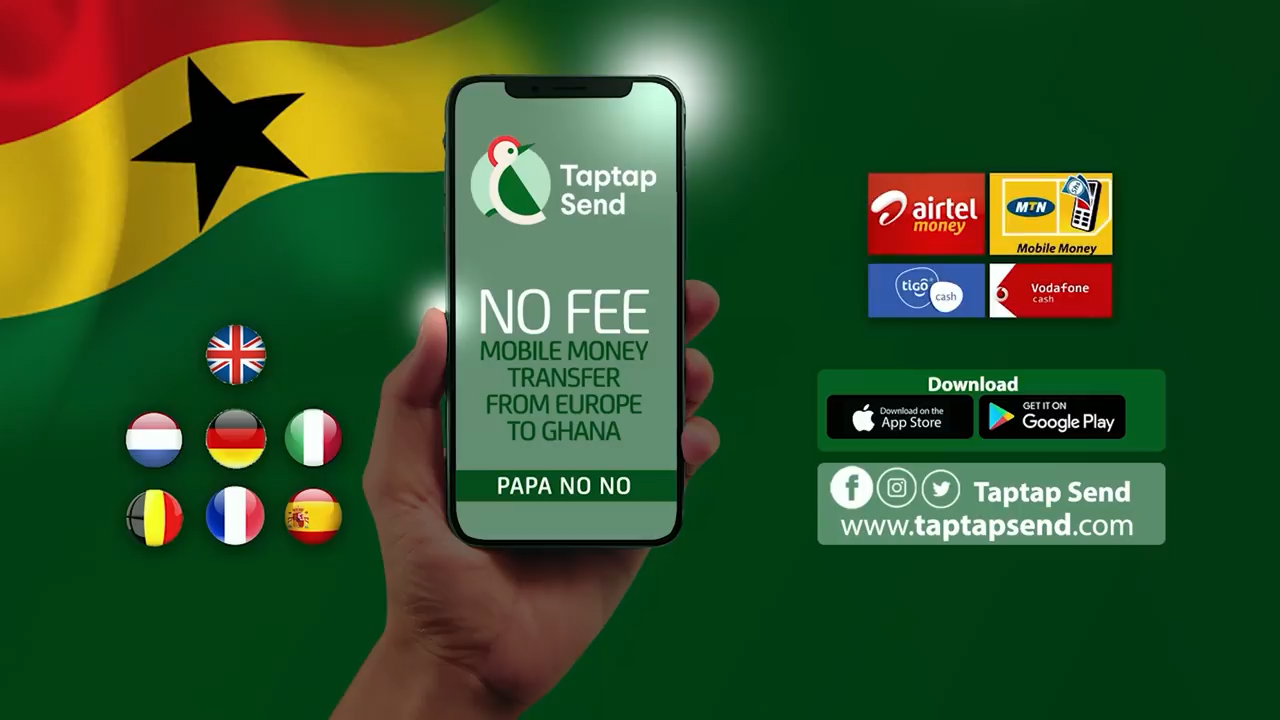 Taptap
Send
NO FEE
MOBILE MONEY
TRANSFER
FROM EUROPE
TO GHANA
PAPA NO NO
airtel
money
MTN
Mobile Money
tigo
cash
Vodafone
cash
Download
Download on the
App Store
GET IT ON
Google Play
Taptap Send
www.taptapsend.com